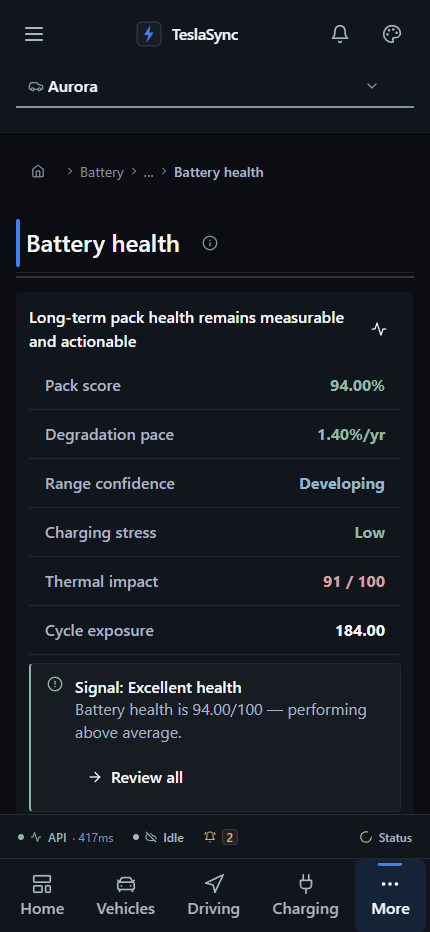 TeslaSync
Aurora
Battery
...
Battery health
Battery health
Long-term pack health remains measurable
and actionable
Pack score 94.00%
Degradation pace 1.40%/yr
Range confidence Developing
Charging stress Low
Thermal impact 91 / 100
Cycle exposure 184.00
Signal: Excellent health
Battery health is 94.00/100 — performing
above average.
Review all
API · 417ms Idle 2 Status
Home Vehicles Driving Charging More